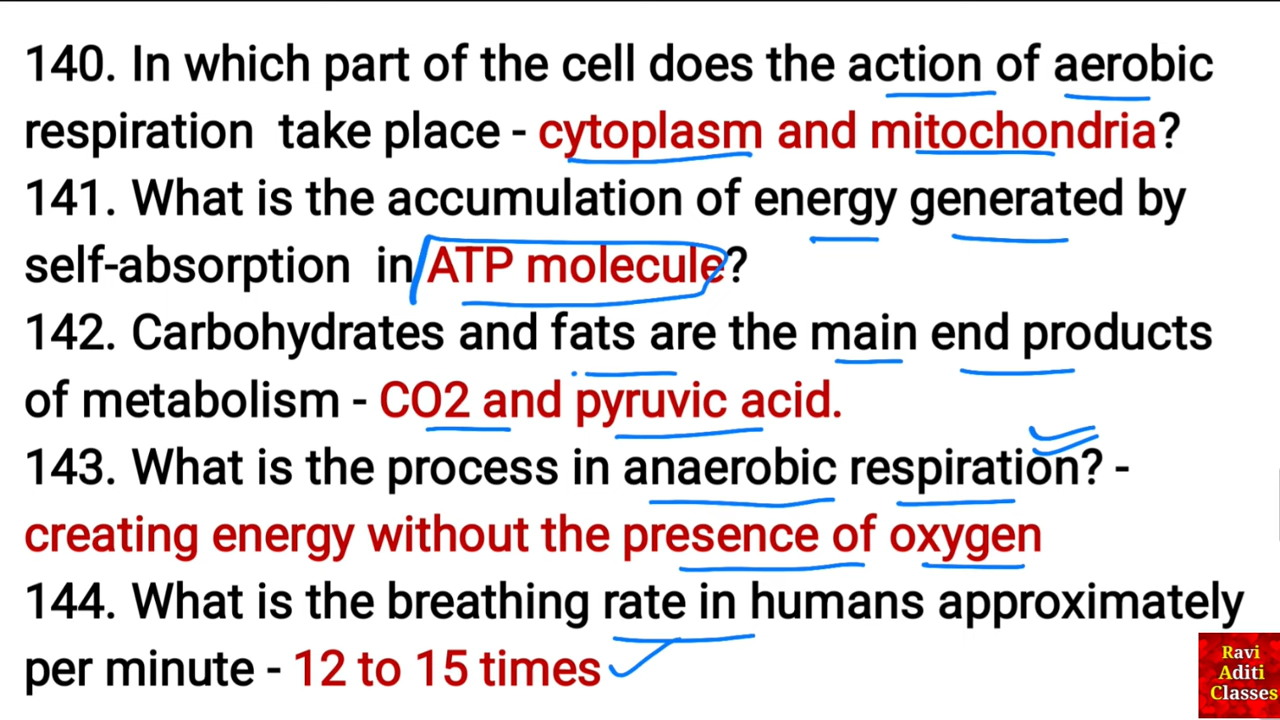 140. In which part of the cell does the action of aerobic
respiration take place - cytoplasm and mitochondria?
141. What is the accumulation of energy generated by
self-absorption in ATP molecule?
142. Carbohydrates and fats are the main end products
of metabolism - CO2 and pyruvic acid.
143. What is the process in anaerobic respiration? -
creating energy without the presence of oxygen
144. What is the breathing rate in humans approximately
per minute - 12 to 15 times
Ravi
Aditi
Classes